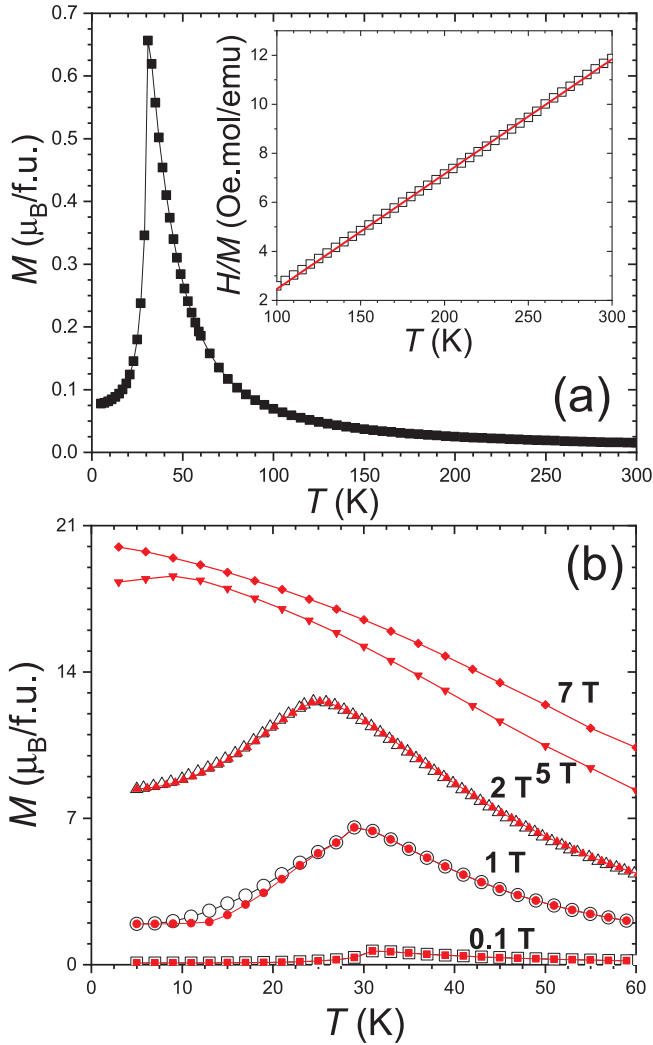 0.7
0.6
0.5
0.4
0.3
0.2
0.1
0.0
M (μB/f.u.)
0 50 100 150 200 250 300
T (K)
12
10
8
6
4
2
H/M (Oe.mol/emu)
100 150 200 250 300
T (K)
(a)
21
14
7
0
M (μB/f.u.)
(b)
7 T
5 T
2 T
1 T
0.1 T
0 10 20 30 40 50 60
T (K)